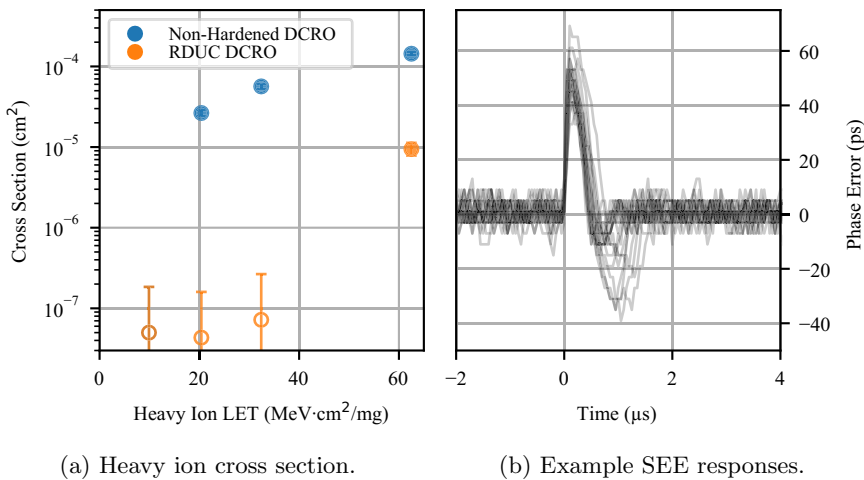 Non-Hardened DCRO
RDUC DCRO
10⁻⁴
10⁻⁵
10⁻⁶
10⁻⁷
Cross Section (cm²)
0 20 40 60
Heavy Ion LET (MeV·cm²/mg)
(a) Heavy ion cross section.
60
40
20
0
−20
−40
Phase Error (ps)
−2 0 2 4
Time (µs)
(b) Example SEE responses.